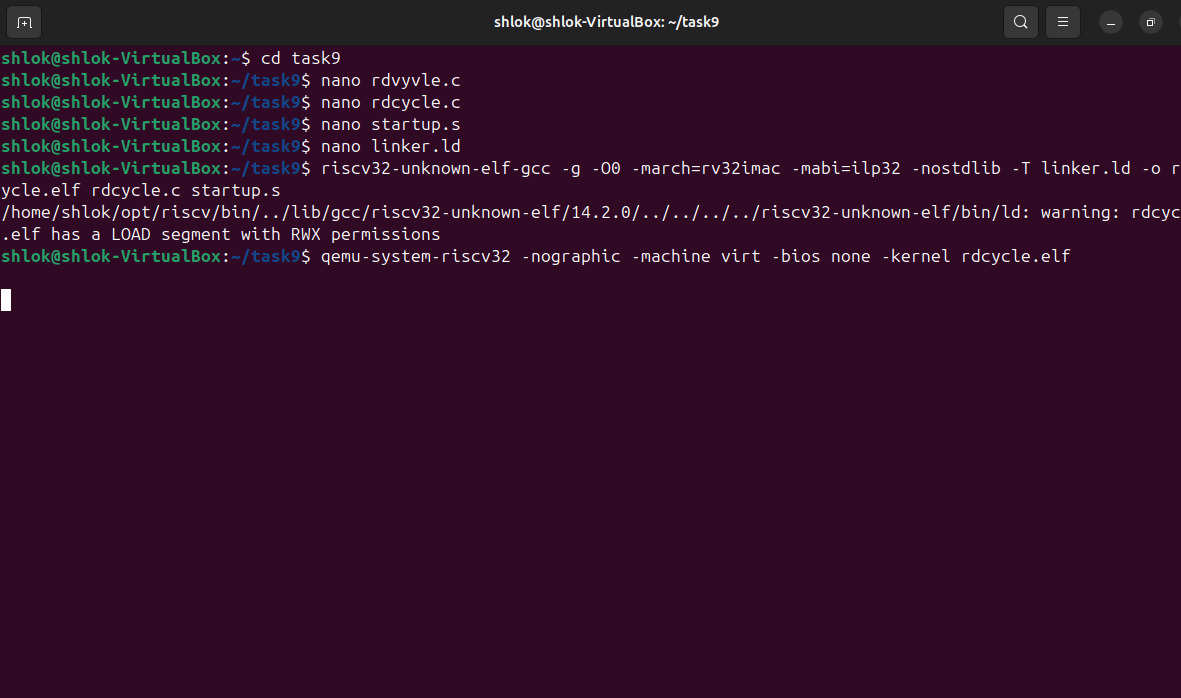 shlok@shlok-VirtualBox: ~/task9
shlok@shlok-VirtualBox:~$ cd task9
shlok@shlok-VirtualBox:~/task9$ nano rdvyvle.c
shlok@shlok-VirtualBox:~/task9$ nano rdcycle.c
shlok@shlok-VirtualBox:~/task9$ nano startup.s
shlok@shlok-VirtualBox:~/task9$ nano linker.ld
shlok@shlok-VirtualBox:~/task9$ riscv32-unknown-elf-gcc -g -O0 -march=rv32imac -mabi=ilp32 -nostdlib -T linker.ld -o r
ycle.elf rdcycle.c startup.s
/home/shlok/opt/riscv/bin/../lib/gcc/riscv32-unknown-elf/14.2.0/../../../../riscv32-unknown-elf/bin/ld: warning: rdcyc
.elf has a LOAD segment with RWX permissions
shlok@shlok-VirtualBox:~/task9$ qemu-system-riscv32 -nographic -machine virt -bios none -kernel rdcycle.elf